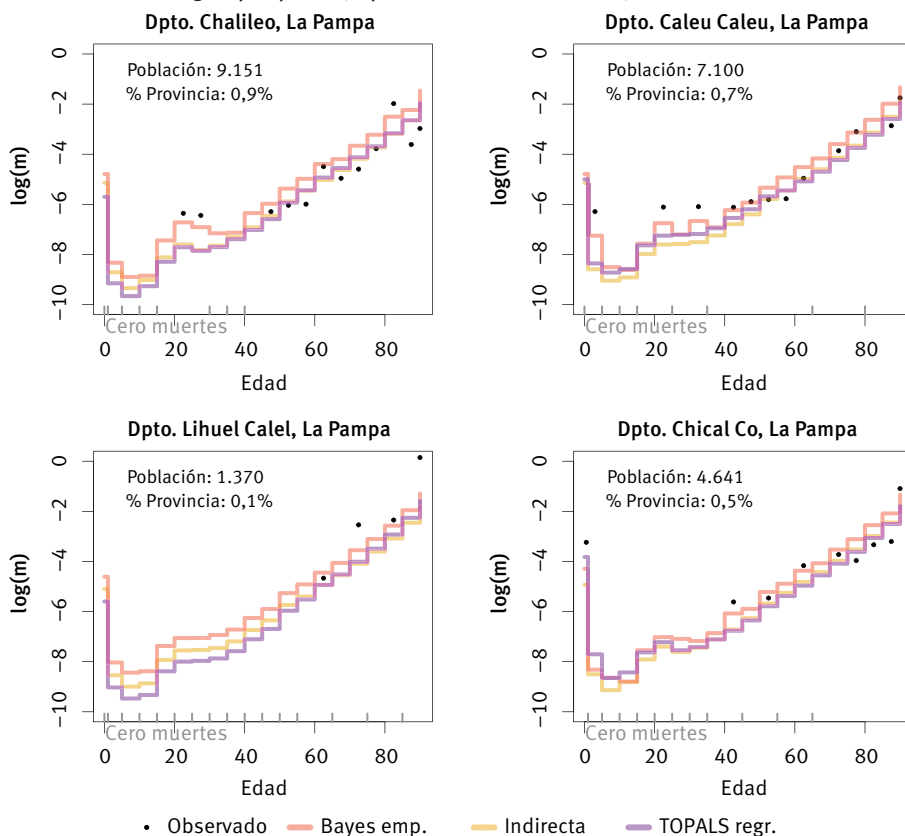 Dpto. Chalileo, La Pampa
Población: 9.151
% Provincia: 0,9%
log(m)
0
−2
−4
−6
−8
−10
Cero muertes
0 20 40 60 80
Edad
Dpto. Caleu Caleu, La Pampa
Población: 7.100
% Provincia: 0,7%
log(m)
0
−2
−4
−6
−8
−10
Cero muertes
0 20 40 60 80
Edad
Dpto. Lihuel Calel, La Pampa
Población: 1.370
% Provincia: 0,1%
log(m)
0
−2
−4
−6
−8
−10
Cero muertes
0 20 40 60 80
Edad
Dpto. Chical Co, La Pampa
Población: 4.641
% Provincia: 0,5%
log(m)
0
−2
−4
−6
−8
−10
Cero muertes
0 20 40 60 80
Edad
Observado Bayes emp. Indirecta TOPALS regr.